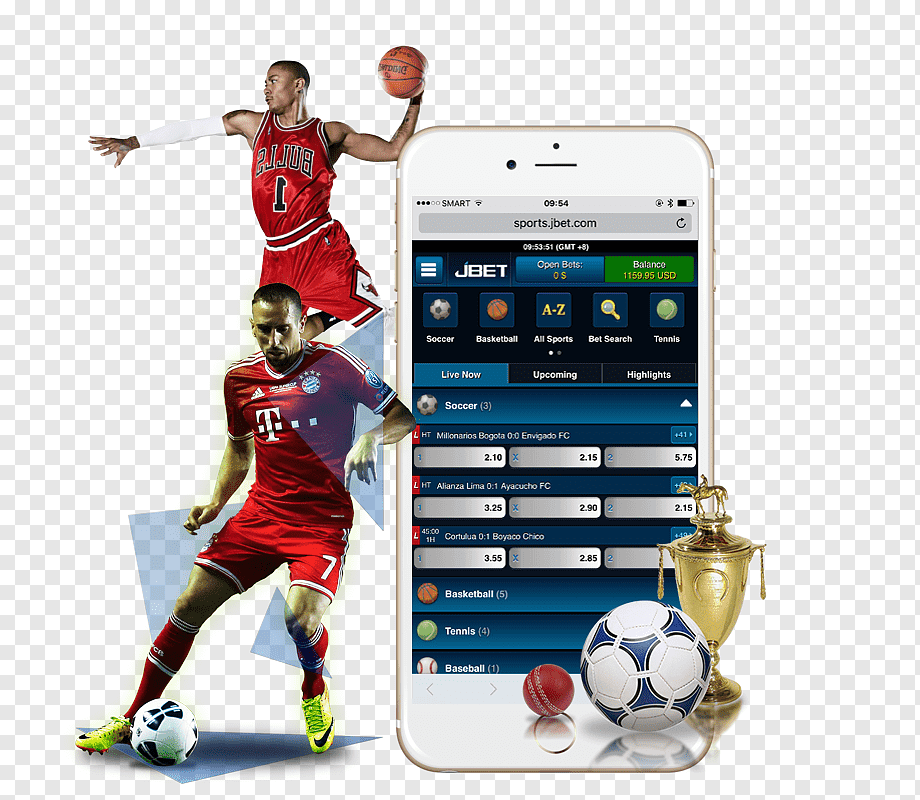 SPALDING
BULLS
1
T
7
SMART 09:54
sports.jbet.com
09:53:51 (GMT +8)
JBET
Open Bets:
0 $
Balance
1159.95 USD
A-Z
Soccer Basketball All Sports Bet Search Tennis
Live Now Upcoming Highlights
Soccer (3)
L HT Millonarios Bogota 0:0 Envigado FC +41
1 2.10 X 2.15 2 5.75
L HT Alianza Lima 0:1 Ayacucho FC
1 3.25 X 2.90 2 2.15
L 45:00 1H Cortulua 0:1 Boyaco Chico
1 3.55 X 2.85 2
Basketball (5)
Tennis (4)
Baseball (1)